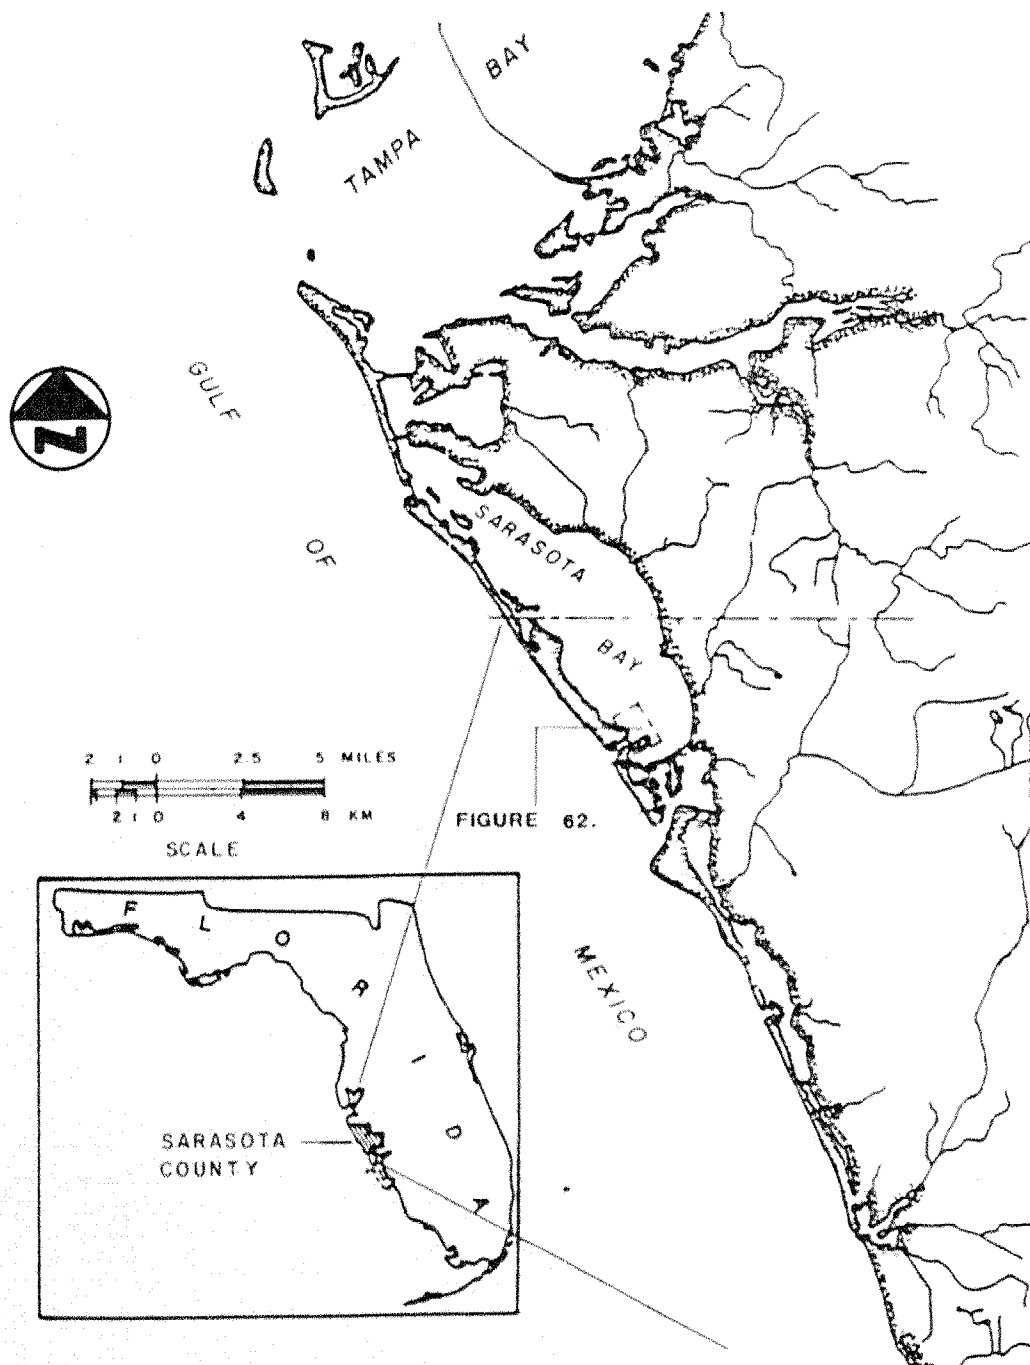 BAY
TAMPA
GULF
N
OF
SARASOTA
BAY
2 1 0 2.5 5 MILES
2 1 0 4 8 KM
SCALE
FIGURE 62.
MEXICO
F L O R I D A
SARASOTA
COUNTY